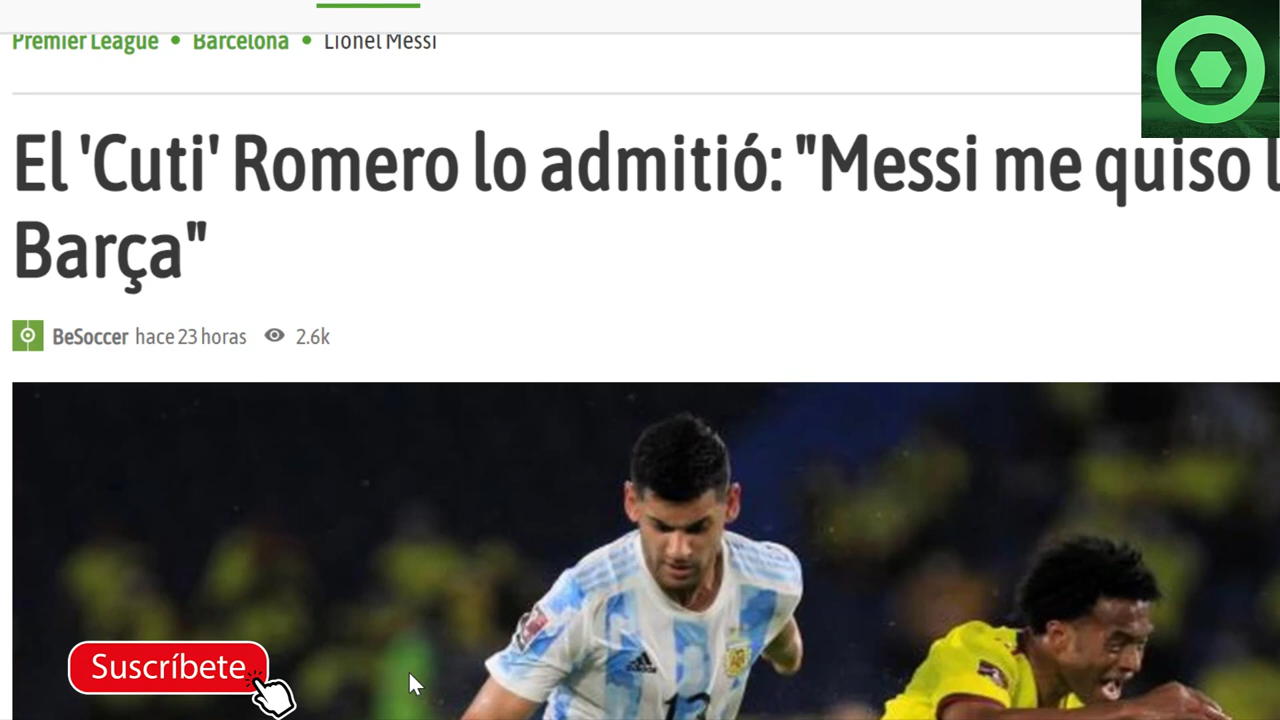 Premier League • Barcelona • Lionel Messi
El 'Cuti' Romero lo admitió: "Messi me quiso
Barça"
BeSoccer hace 23 horas 2.6k
13
Suscríbete